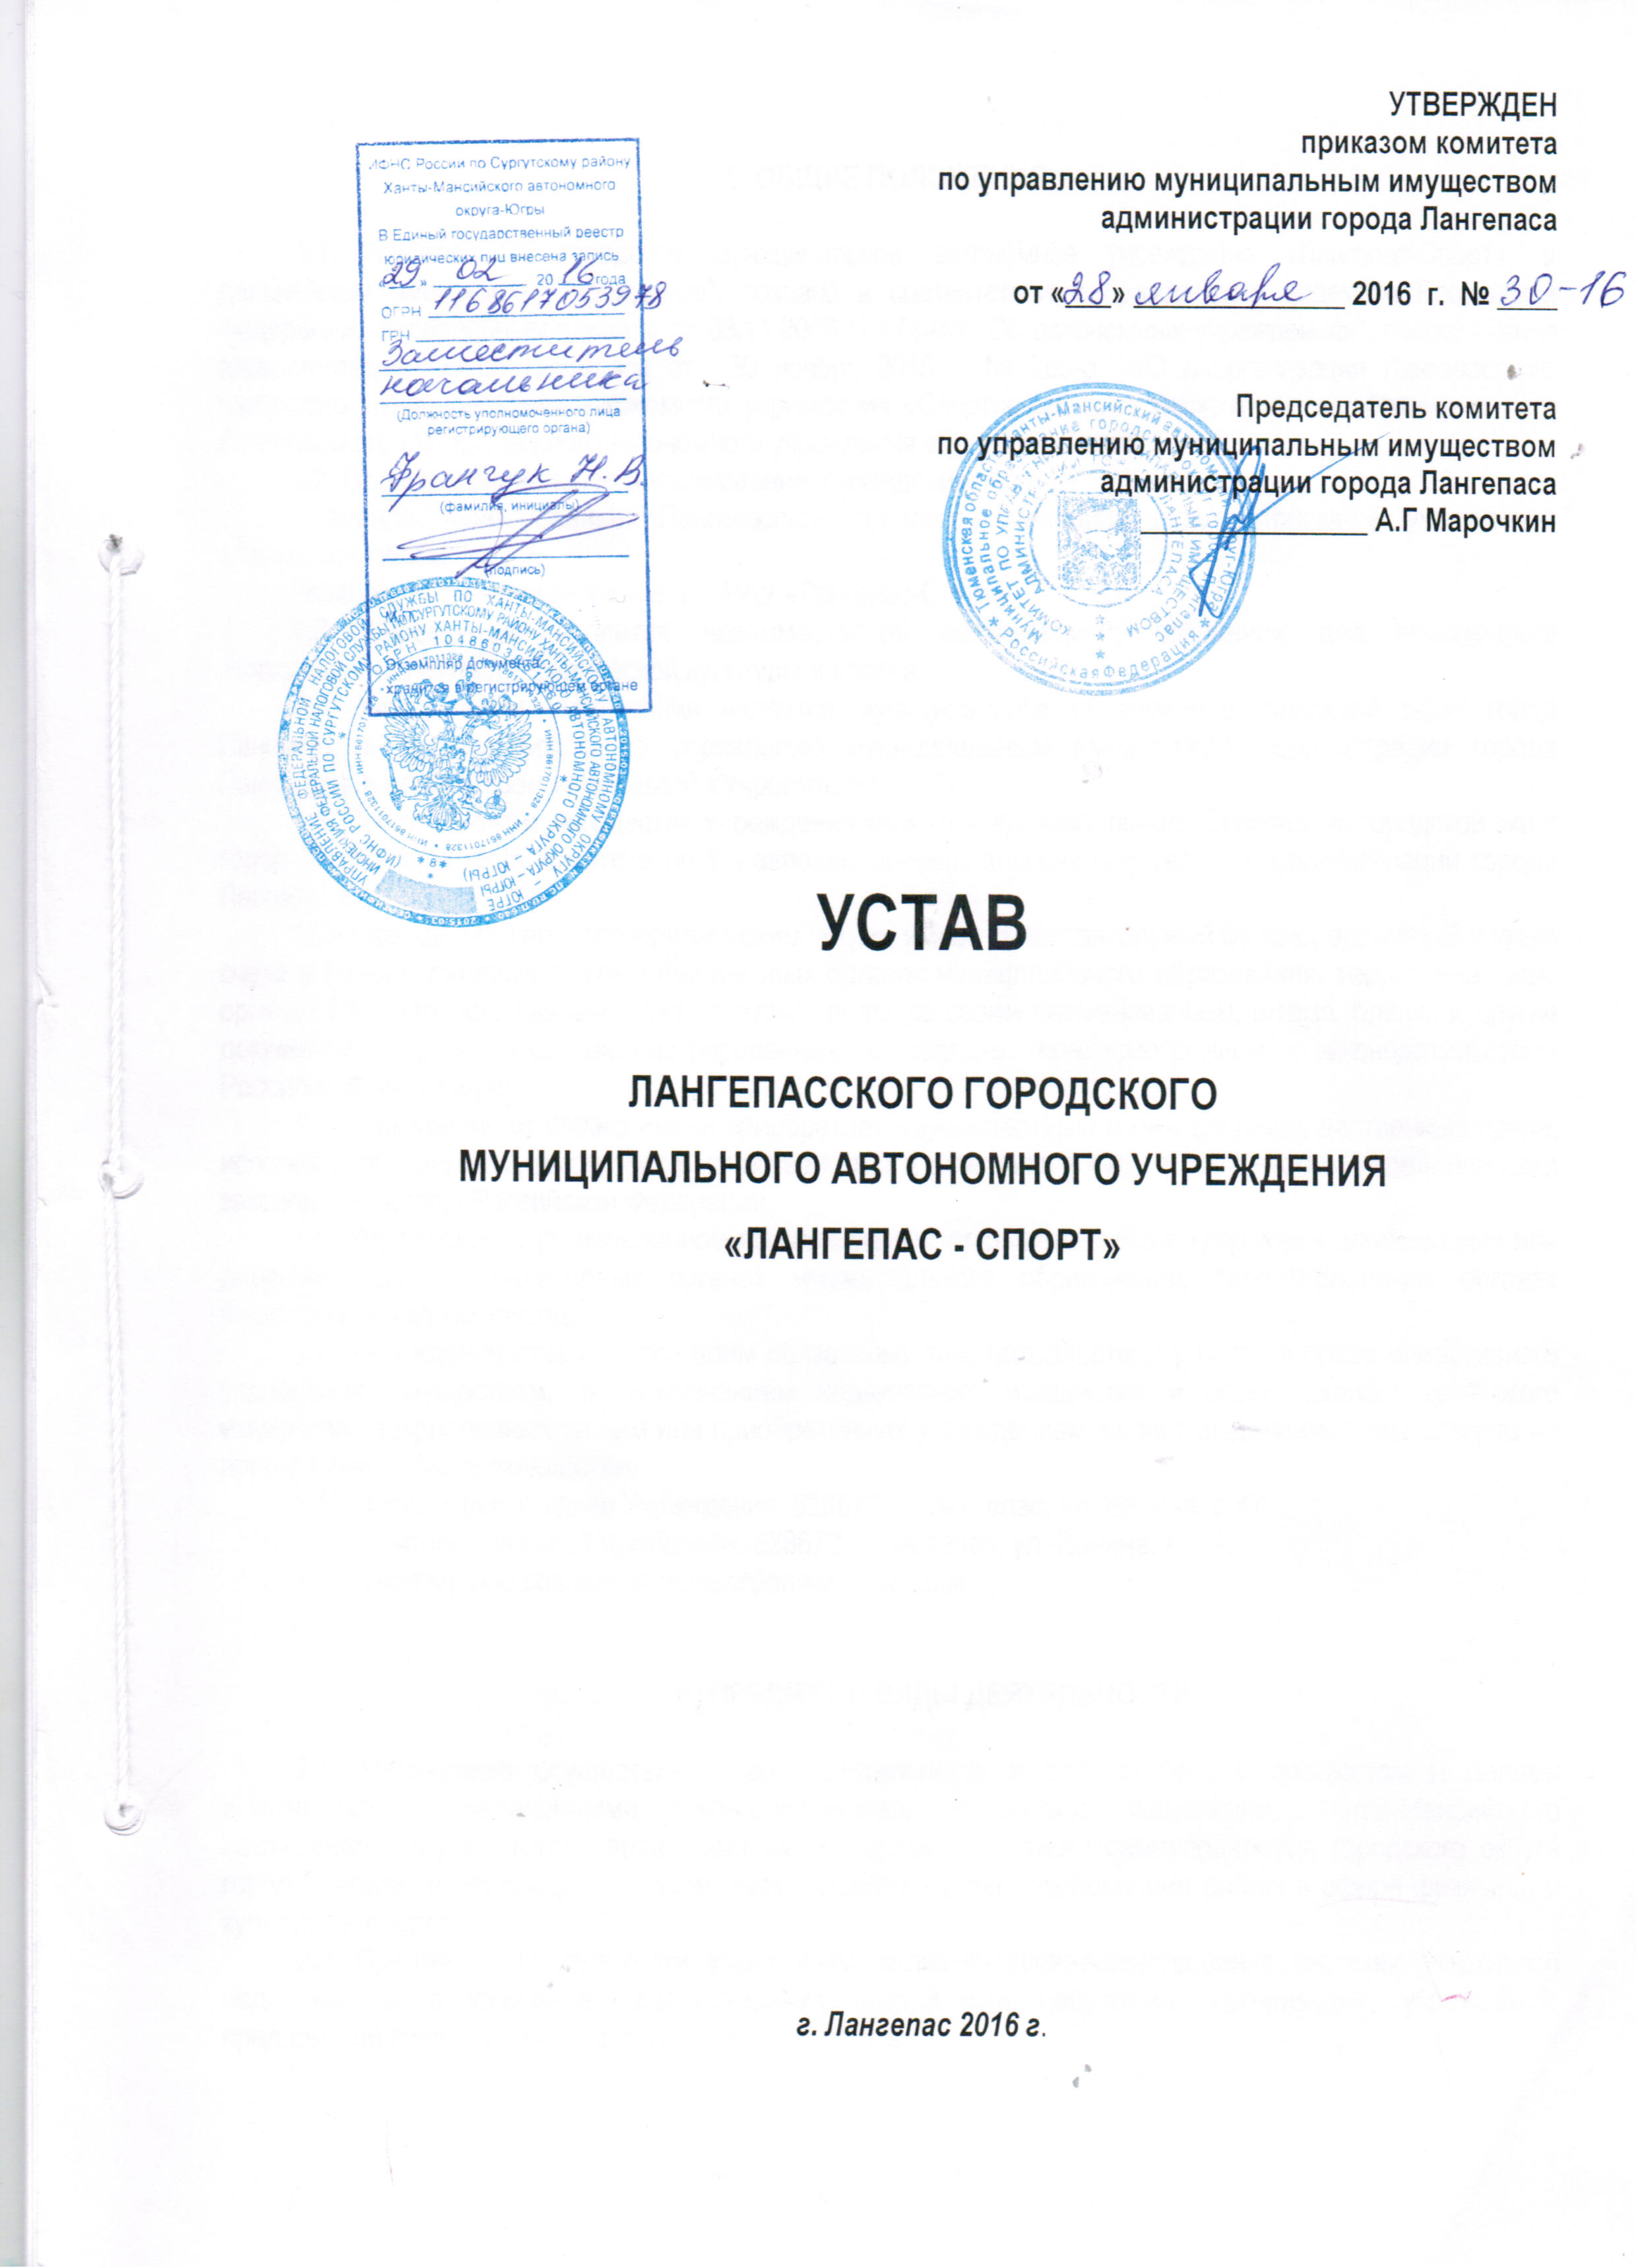 УТВЕРЖДЕН
приказом комитета
по управлению муниципальным имуществом
администрации города Лангепаса
от «28» января 2016 г. № 30-16
Председатель комитета
по управлению муниципальным имуществом
администрации города Лангепаса
А.Г Марочкин
ИФНС России по Сургутскому району
Ханты-Мансийского автономного
округа-Югры
В Единый государственный реестр
юридических лиц внесена запись
«29» 02 2016 года
ОГРН 1168617053978
ГРН
Заместитель
начальника
(Должность уполномоченного лица
регистрирующего органа)
Франчук Н.В.
(фамилия, инициалы)
(подпись)
Экземпляр документа
хранится в регистрирующем органе
УСТАВ
ЛАНГЕПАССКОГО ГОРОДСКОГО
МУНИЦИПАЛЬНОГО АВТОНОМНОГО УЧРЕЖДЕНИЯ
«ЛАНГЕПАС - СПОРТ»
г. Лангепас 2016 г.